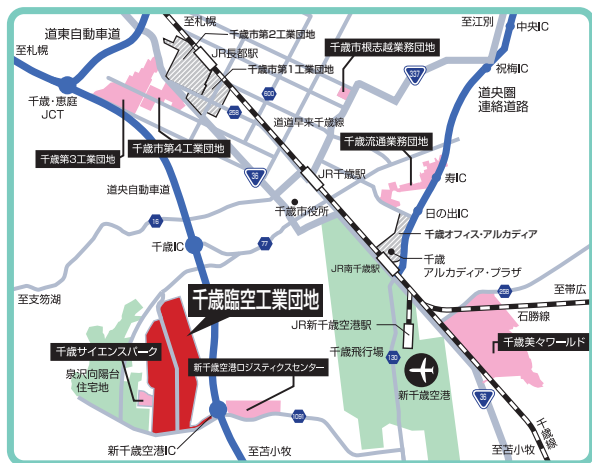 至札幌
道東自動車道
至札幌
千歳市第2工業団地
JR長都駅
千歳市第1工業団地
千歳市根志越業務団地
至江別
中央IC
337
祝梅IC
道央圏
連絡道路
千歳・恵庭
JCT
600
258
道道早来千歳線
千歳市第4工業団地
千歳第3工業団地
千歳流通業務団地
36
JR千歳駅
寿IC
道央自動車道
千歳市役所
日の出IC
16
千歳IC
77
千歳オフィス・アルカディア
千歳
アルカディア・プラザ
JR南千歳駅
至支笏湖
千歳臨空工業団地
258
至帯広
石勝線
JR新千歳空港駅
千歳飛行場
130
千歳美々ワールド
千歳サイエンスパーク
泉沢向陽台
住宅地
新千歳空港ロジスティクスセンター
新千歳空港
36
千歳線
1091
新千歳空港IC
至苫小牧
至苫小牧